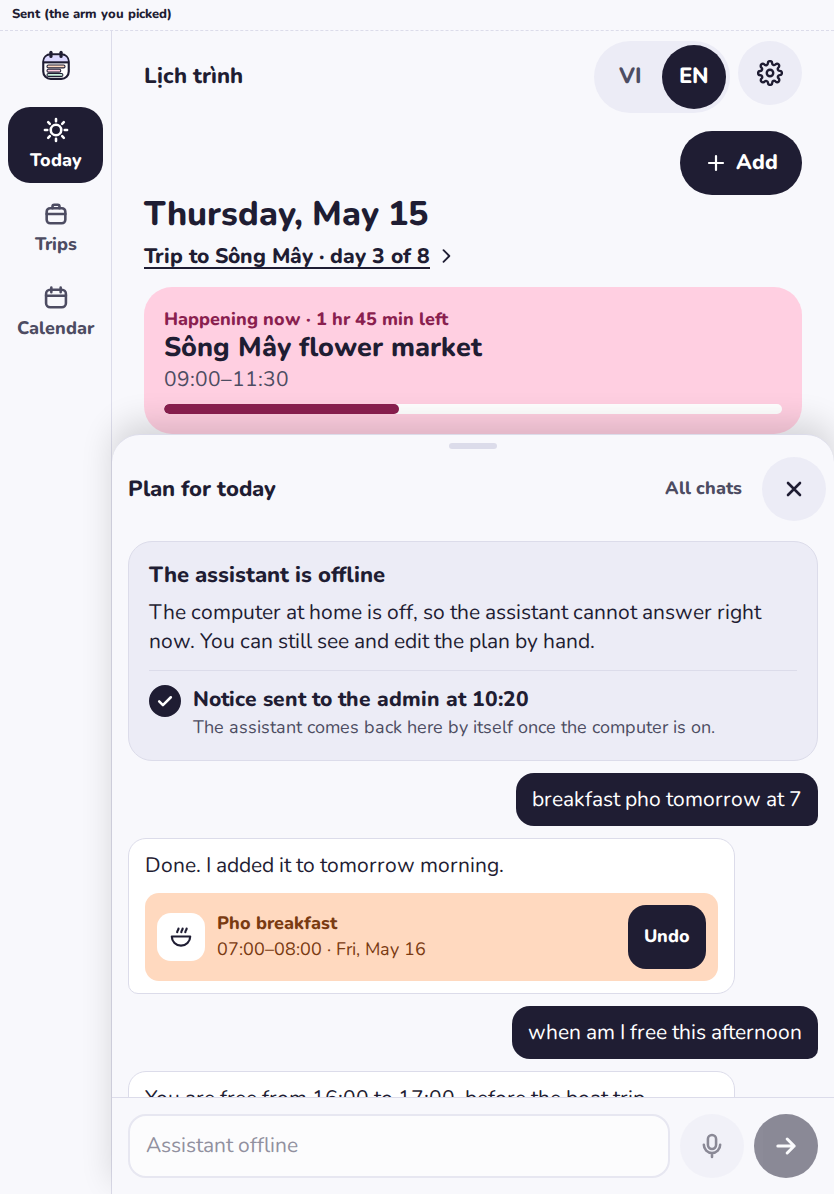 Sent (the arm you picked)
Lịch trình
VI
EN
Today
Add
Trips
Thursday, May 15
Trip to Sông Mây · day 3 of 8
Calendar
Happening now · 1 hr 45 min left
Sông Mây flower market
09:00–11:30
Plan for today
All chats
The assistant is offline
The computer at home is off, so the assistant cannot answer right
now. You can still see and edit the plan by hand.
Notice sent to the admin at 10:20
The assistant comes back here by itself once the computer is on.
breakfast pho tomorrow at 7
Done. I added it to tomorrow morning.
Pho breakfast
07:00–08:00 · Fri, May 16
Undo
when am I free this afternoon
You are free from 16:00 to 17:00, before the boat trip.
Assistant offline